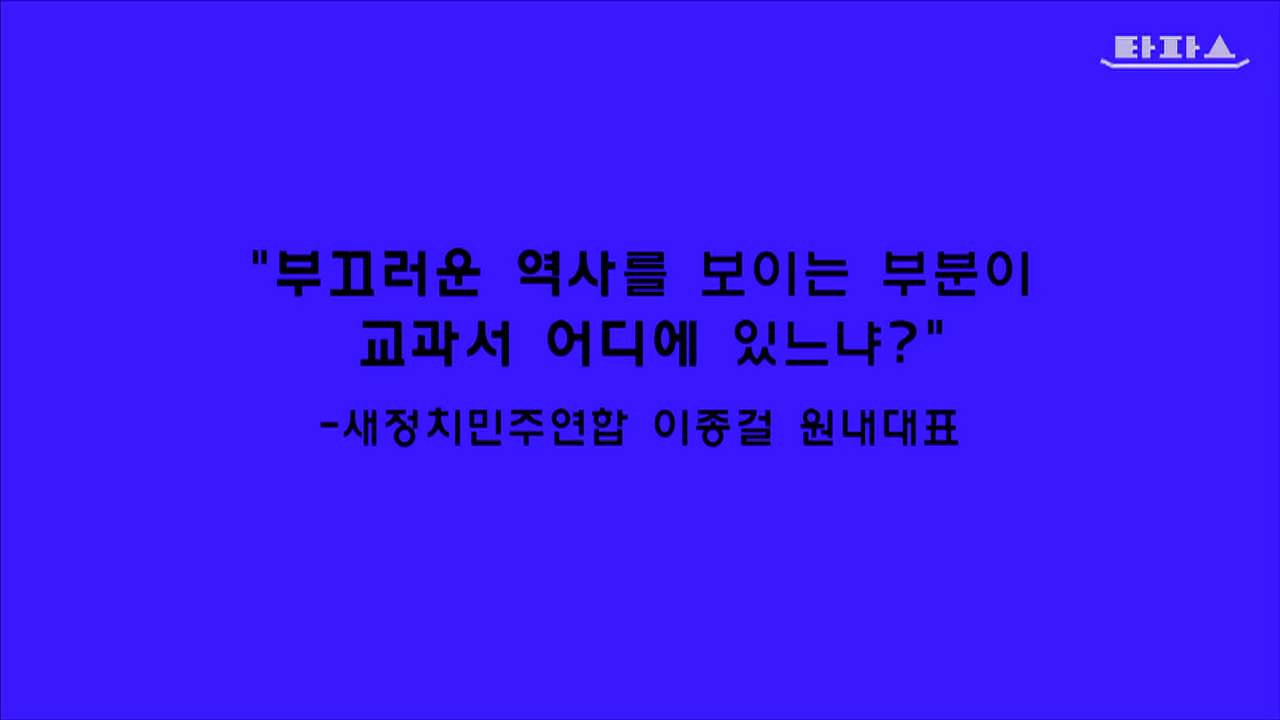 타파스
"부끄러운 역사를 보이는 부분이
교과서 어디에 있느냐?"
-새정치민주연합 이종걸 원내대표